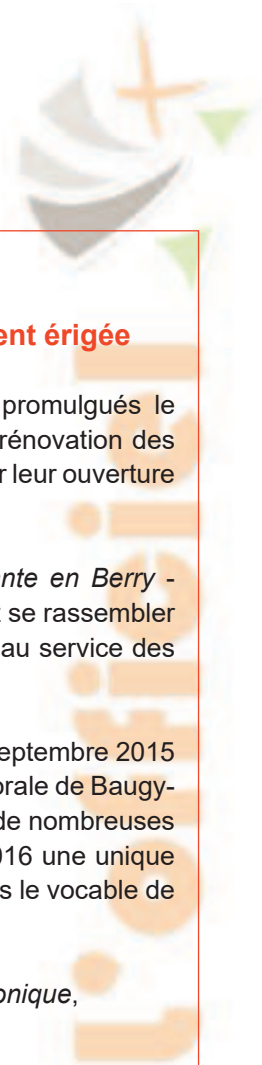 ent érigée
promulgués le
rénovation des
r leur ouverture
nte en Berry -
t se rassembler
au service des
eptembre 2015
orale de Baugy-
de nombreuses
016 une unique
s le vocable de
onique,
L'officiel